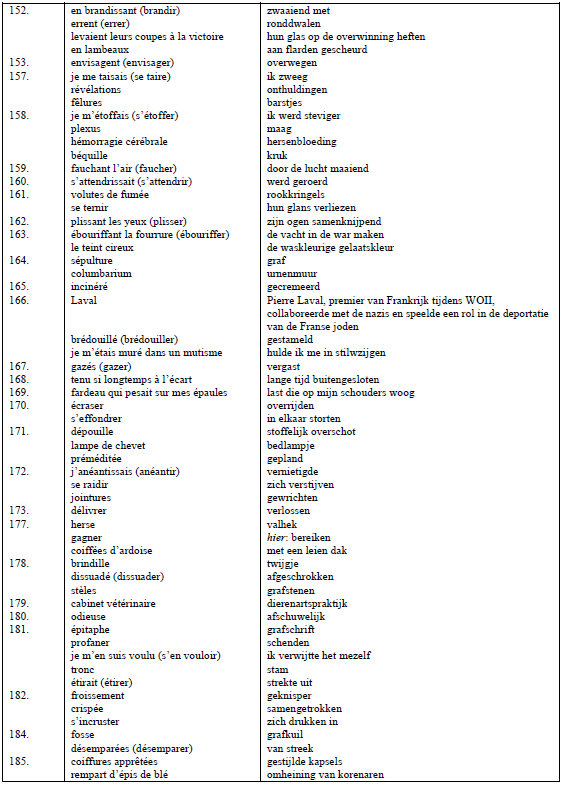 152. en brandissant (brandir) zwaaiend met
errent (errer) ronddwalen
levaient leurs coupes à la victoire hun glas op de overwinning heften
en lambeaux aan flarden gescheurd
153. envisagent (envisager) overwegen
157. je me taisais (se taire) ik zweeg
révélations onthullingen
fêlures barstjes
158. je m’étoffais (s’étoffer) ik werd steviger
plexus maag
hémorragie cérébrale hersenbloeding
béquille kruk
159. fauchant l’air (faucher) door de lucht maaiend
160. s’attendrissait (s’attendrir) werd geroerd
161. volutes de fumée rookkringels
se ternir hun glans verliezen
162. plissant les yeux (plisser) zijn ogen samenknijpend
163. ébouriffant la fourrure (ébouriffer) de vacht in de war maken
le teint cireux de waskleurige gelaatskleur
164. sépulture graf
columbarium urnenmuur
165. incinéré gecremeerd
166. Laval Pierre Laval, premier van Frankrijk tijdens WOII,
collaboreerde met de nazis en speelde een rol in de deportatie
van de Franse joden
brédouillé (brédouiller) gestameld
je m’étais muré dans un mutisme hulde ik me in stilwzijgen
167. gazés (gazer) vergast
168. tenu si longtemps à l’écart lange tijd buitengesloten
169. fardeau qui pesait sur mes épaules last die op mijn schouders woog
170. écraser overrijden
s’effondrer in elkaar storten
171. dépouille stoffelijk overschot
lampe de chevet bedlampje
préméditée gepland
172. j’anéantissais (anéantir) vernietigde
se raidir zich verstijven
jointures gewrichten
173. délivrer verlossen
177. herse valhek
gagner hier: bereiken
coiffées d’ardoise met een leien dak
178. brindille twijgje
dissuadé (dissuader) afgeschrokken
stèles grafstenen
179. cabinet vétérinaire dierenartspraktijk
180. odieuse afschuwelijk
181. épitaphe grafschrift
profaner schenden
je m’en suis voulu (s’en vouloir) ik verwijtte het mezelf
tronc stam
étirait (étirer) strekte uit
182. froissement geknisper
crispée samengetrokken
s’incruster zich drukken in
184. fosse grafkuil
désemparées (désemparer) van streek
185. coiffures apprêtées gestijlde kapsels
rempart d’épis de blé omheining van korenaren